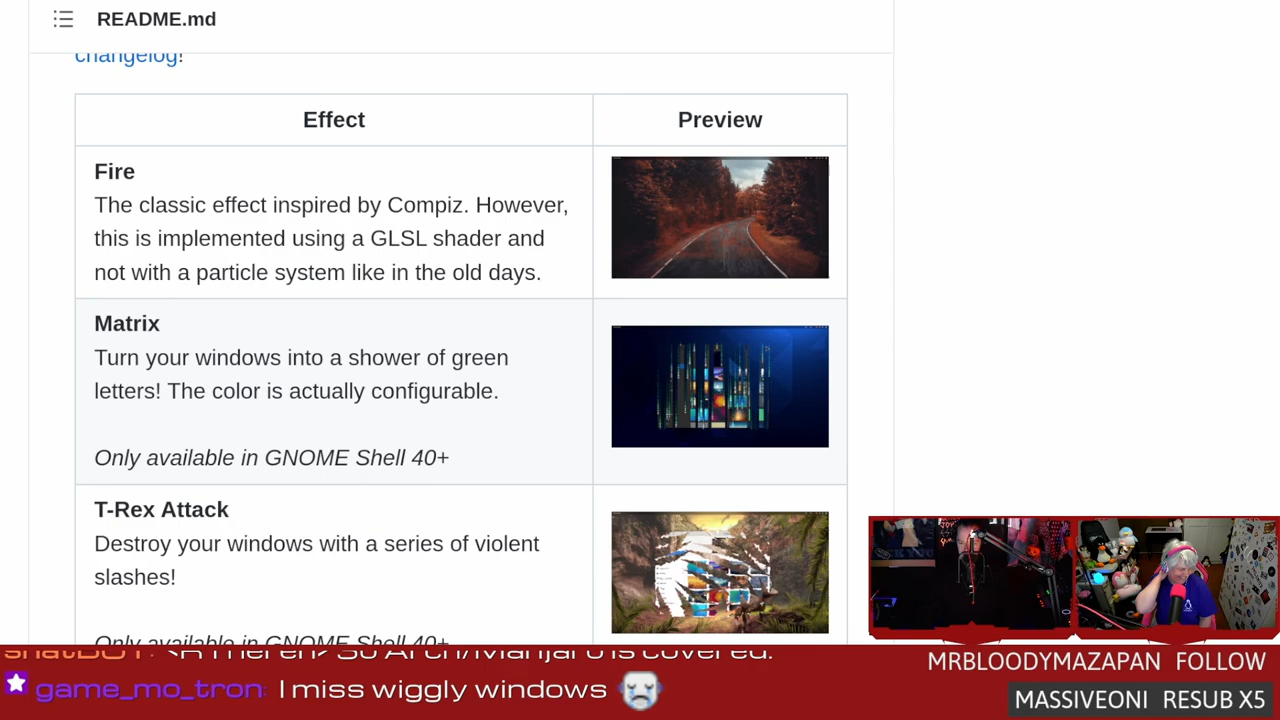 README.md
changelog!
Effect
Preview
Fire
The classic effect inspired by Compiz. However,
this is implemented using a GLSL shader and
not with a particle system like in the old days.
Matrix
Turn your windows into a shower of green
letters! The color is actually configurable.
Only available in GNOME Shell 40+
T-Rex Attack
Destroy your windows with a series of violent
slashes!
Only available in GNOME Shell 40+
So Arch/Manjaro is covered.
game_mo_tron: I miss wiggly windows
MRBLOODYMAZAPAN FOLLOW
MASSIVEONI RESUB X5